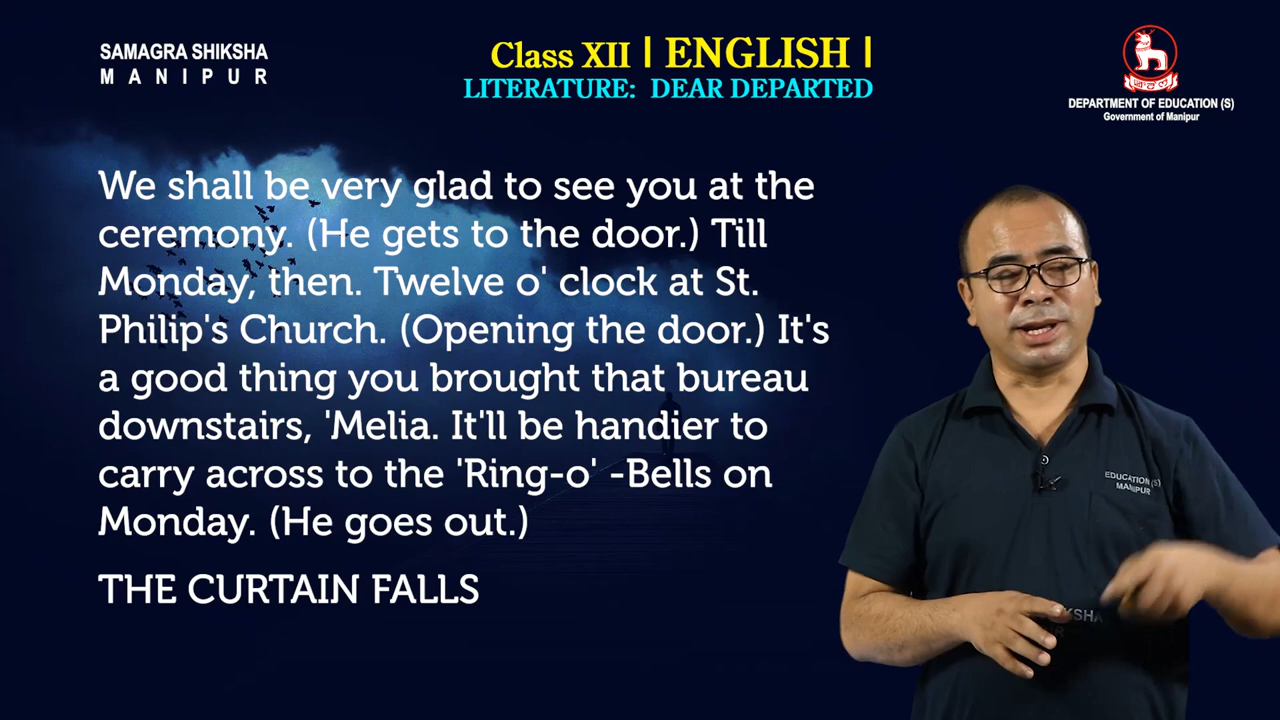 SAMAGRA SHIKSHA
MANIPUR
Class XII | ENGLISH |
LITERATURE: DEAR DEPARTED
DEPARTMENT OF EDUCATION (S)
Government of Manipur
We shall be very glad to see you at the
ceremony. (He gets to the door.) Till
Monday, then. Twelve o' clock at St.
Philip's Church. (Opening the door.) It's
a good thing you brought that bureau
downstairs, 'Melia. It'll be handier to
carry across to the 'Ring-o' -Bells on
Monday. (He goes out.)
THE CURTAIN FALLS
EDUCATION (S)
MANIPUR